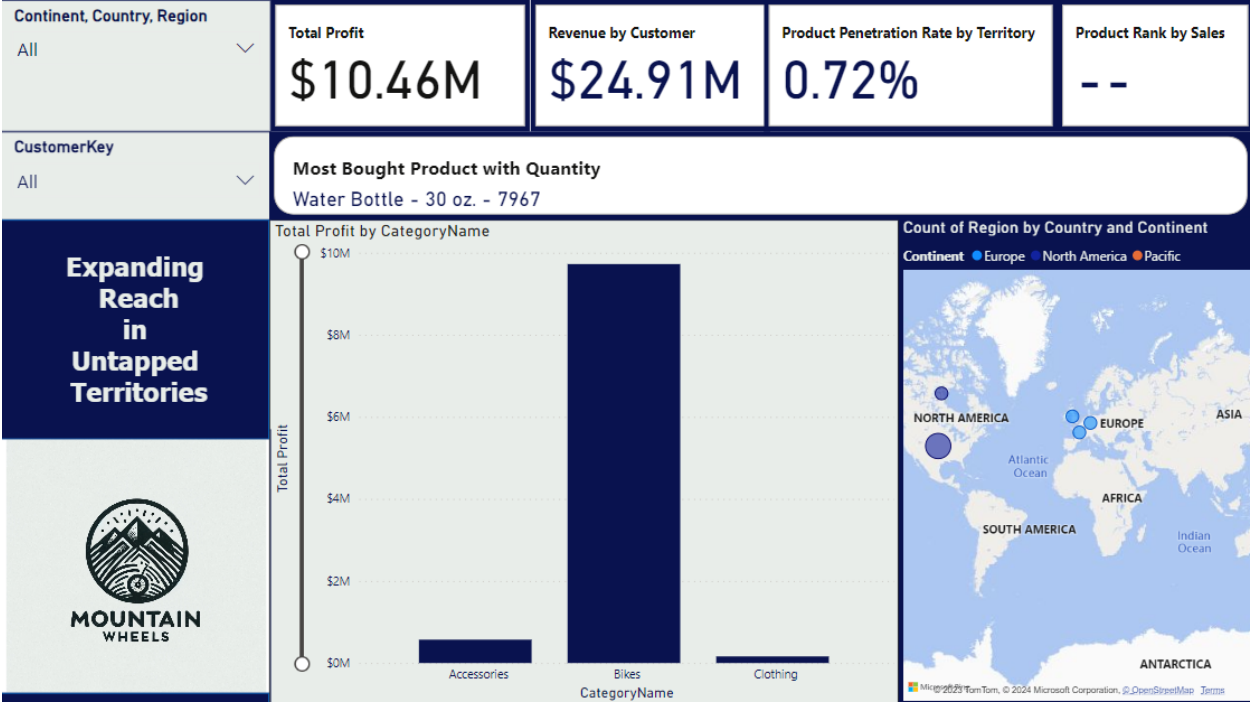 Continent, Country, Region
All
Total Profit
$10.46M
Revenue by Customer
$24.91M
Product Penetration Rate by Territory
0.72%
Product Rank by Sales
--
CustomerKey
All
Most Bought Product with Quantity
Water Bottle - 30 oz. - 7967
Expanding
Reach
in
Untapped
Territories
MOUNTAIN
WHEELS
Total Profit by CategoryName
$10M
$8M
$6M
$4M
$2M
$0M
Total Profit
Accessories
Bikes
Clothing
CategoryName
Count of Region by Country and Continent
Continent Europe North America Pacific
NORTH AMERICA
EUROPE
ASIA
Atlantic
Ocean
AFRICA
SOUTH AMERICA
Indian
Ocean
ANTARCTICA
© 2023 TomTom, © 2024 Microsoft Corporation, © OpenStreetMap Terms